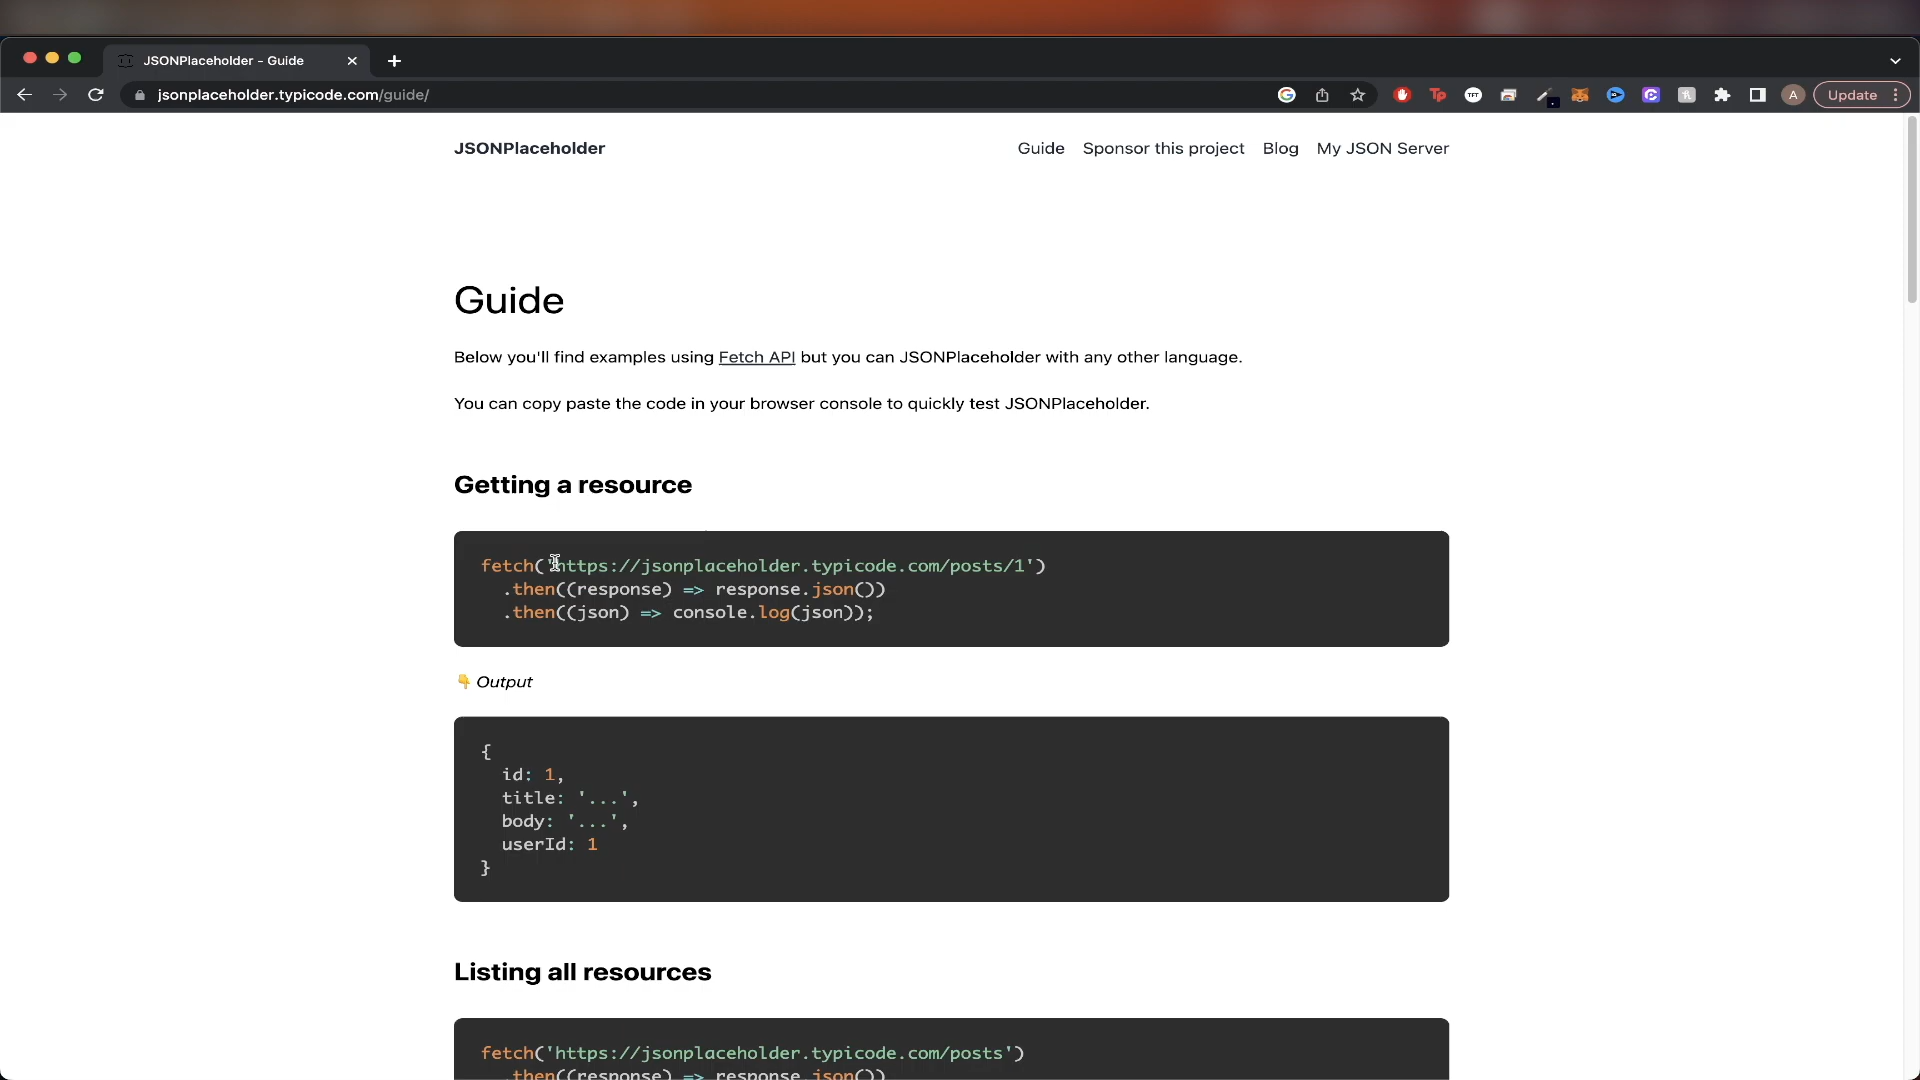 JSONPlaceholder - Guide
jsonplaceholder.typicode.com/guide/
Update
JSONPlaceholder
Guide Sponsor this project Blog My JSON Server
Guide
Below you'll find examples using Fetch API but you can JSONPlaceholder with any other language.
You can copy paste the code in your browser console to quickly test JSONPlaceholder.
Getting a resource
fetch('https://jsonplaceholder.typicode.com/posts/1')
.then((response) => response.json())
.then((json) => console.log(json));
👇 Output
{
id: 1,
title: '...',
body: '...',
userId: 1
}
Listing all resources
fetch('https://jsonplaceholder.typicode.com/posts')
.then((response) => response.json())